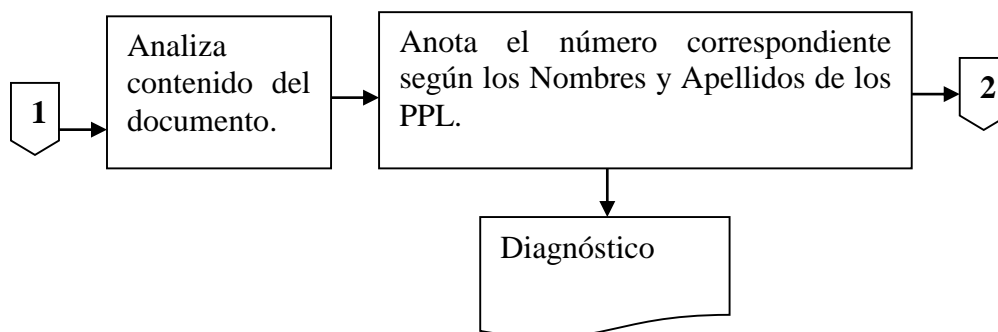 1
Analiza
contenido del
documento.
Anota el número correspondiente
según los Nombres y Apellidos de los
PPL.
2
Diagnóstico